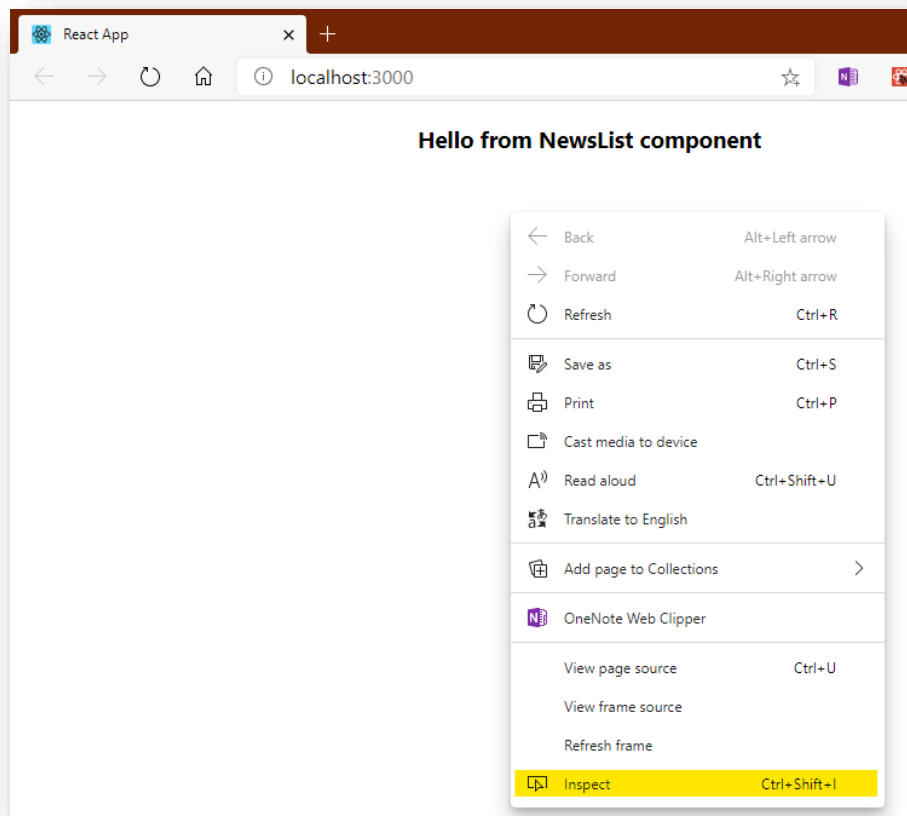 React App
localhost:3000
Hello from NewsList component
Back Alt+Left arrow
Forward Alt+Right arrow
Refresh Ctrl+R
Save as Ctrl+S
Print Ctrl+P
Cast media to device
Read aloud Ctrl+Shift+U
Translate to English
Add page to Collections
OneNote Web Clipper
View page source Ctrl+U
View frame source
Refresh frame
Inspect Ctrl+Shift+I